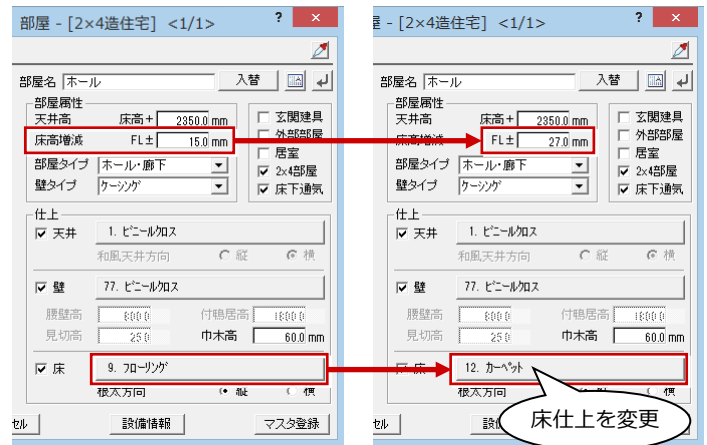 部屋 - [2×4造住宅] <1/1> ? ×
部屋名 ホール 入替
部屋属性
天井高 床高+ 2350.0 mm
床高増減 FL± 15.0 mm
部屋タイプ ホール・廊下
壁タイプ ケーシング
玄関建具
外部部屋
居室
2×4部屋
床下通気
仕上
天井 1. ビニールクロス
和風天井方向 縦 横
壁 77. ビニールクロス
腰壁高 800.0 付鴨居高 1800.0
見切高 25.0 巾木高 60.0 mm
床 9. フローリング
根太方向 縦 横
セル 設備情報 マスタ登録
屋 - [2×4造住宅] <1/1> ? ×
部屋名 ホール 入替
部屋属性
天井高 床高+ 2350.0 mm
床高増減 FL± 27.0 mm
部屋タイプ ホール・廊下
壁タイプ ケーシング
玄関建具
外部部屋
居室
2×4部屋
床下通気
仕上
天井 1. ビニールクロス
和風天井方向 縦 横
壁 77. ビニールクロス
腰壁高 800.0 付鴨居高 1800.0
見切高 25.0 巾木高 60.0 mm
床 12. カーペット
根太方向 縦 横
セル 設 マスタ登録
床仕上を変更